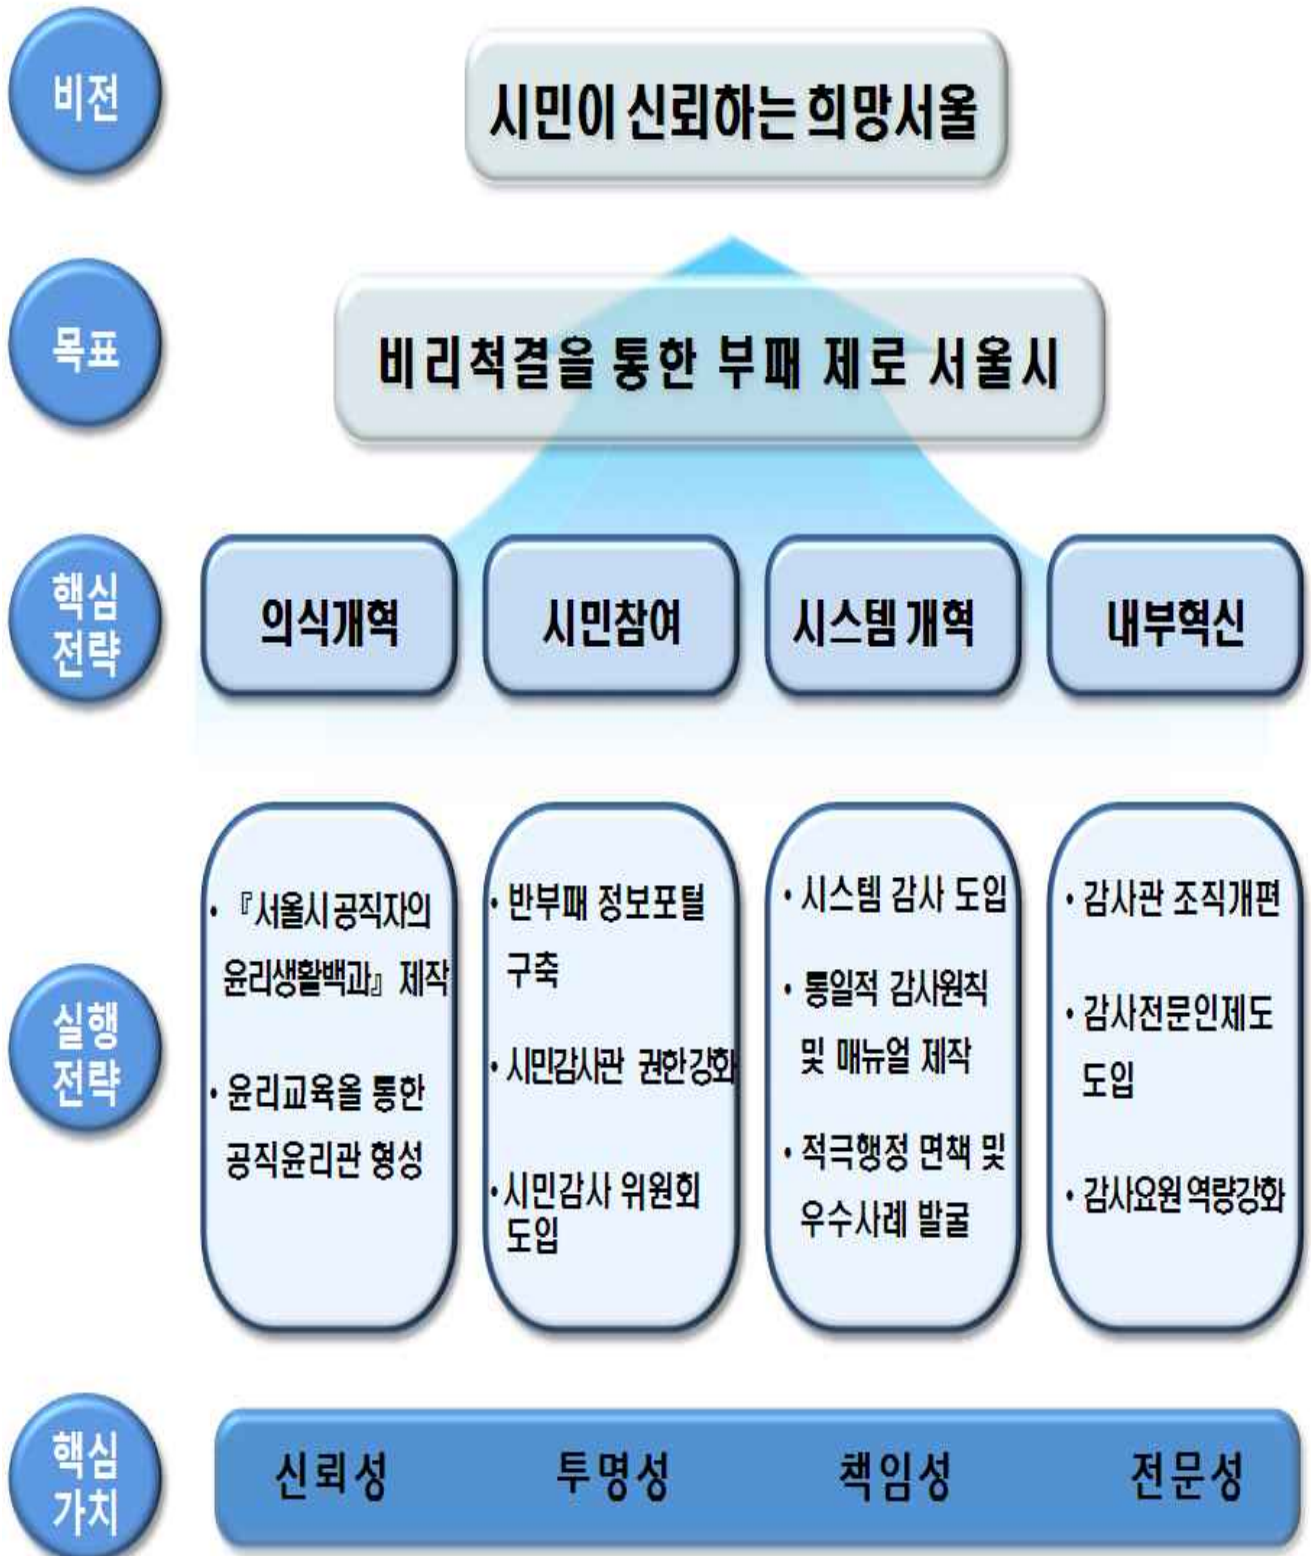 비전
시민이 신뢰하는 희망서울
목표
비리척결을 통한 부패 제로 서울시
핵심
전략
의식개혁
시민참여
시스템 개혁
내부혁신
실행
전략
• 『서울시 공직자의
윤리생활백과』 제작
• 윤리교육올 통한
공직윤리관 형성
• 반부패 정보포털
구축
• 시민감사관 권한 강화
• 시민감사 위원회
도입
• 시스템 감사 도입
• 통일적 감사원칙
및 매뉴얼 제작
• 적극행정 면책 및
우수사례 발굴
• 감사관 조직개편
• 감사전문인제도
도입
• 감사요원 역량강화
핵심
가치
신뢰성
투명성
책임성
전문성